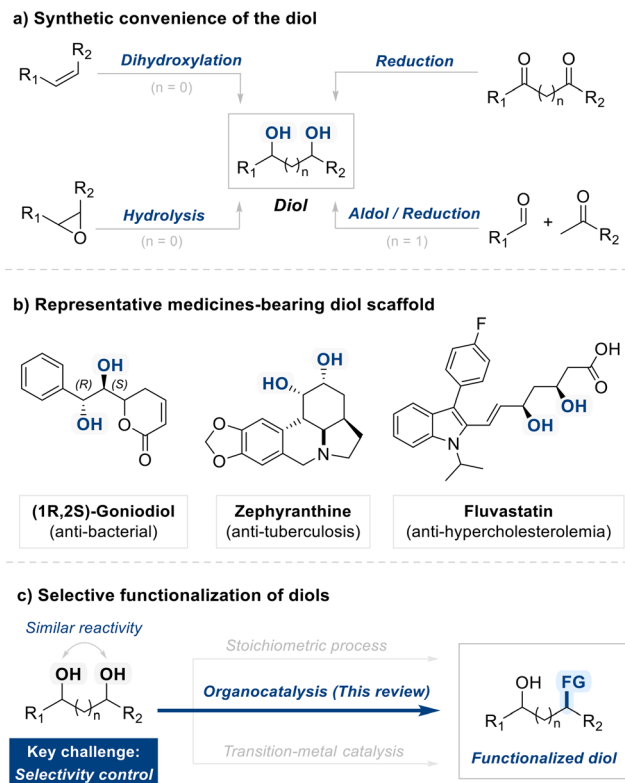 a) Synthetic convenience of the diol
R1 R2
Dihydroxylation
(n = 0)
Reduction
O O
R1 ( )n R2
OH OH
R1 ( )n R2
Diol
R1 R2
O
Hydrolysis
(n = 0)
Aldol / Reduction
(n = 1)
O
R1
+
O
R2
b) Representative medicines-bearing diol scaffold
OH
(R) (S)
OH
O
O
OH
HO
O
O
N
F
OH
O
OH
OH
N
(1R,2S)-Goniodiol
(anti-bacterial)
Zephyranthine
(anti-tuberculosis)
Fluvastatin
(anti-hypercholesterolemia)
c) Selective functionalization of diols
Similar reactivity
OH OH
R1 ( )n R2
Key challenge:
Selectivity control
Stoichiometric process
Organocatalysis (This review)
Transition-metal catalysis
OH FG
R1 ( )n R2
Functionalized diol